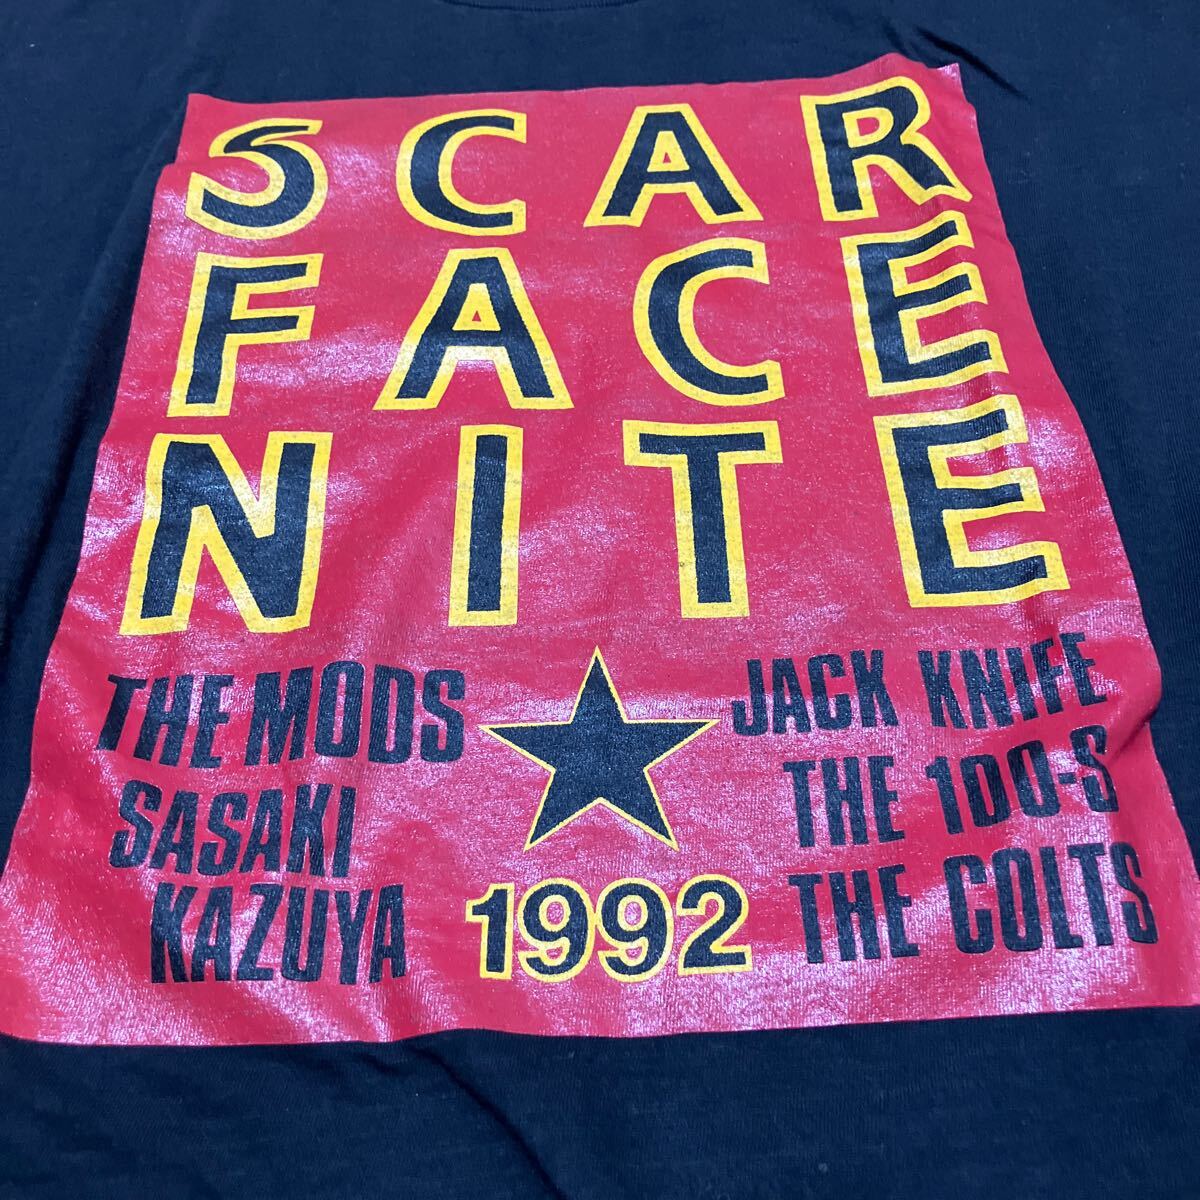 SCAR
FACE
NITE
THE MODS
SASAKI
KAZUYA
1992
JACK KNIFE
THE 100-S
THE COLTS